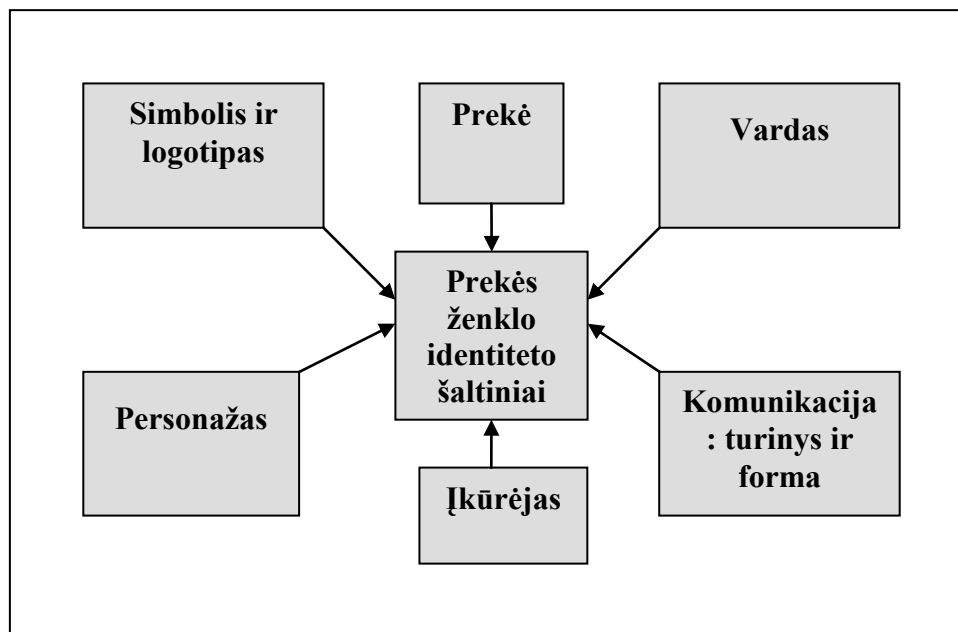 Simbolis ir
logotipas
Prekė
Vardas
Prekės
ženklo
identiteto
šaltiniai
Personažas
Komunikacija
: turinys ir
forma
Įkūrėjas